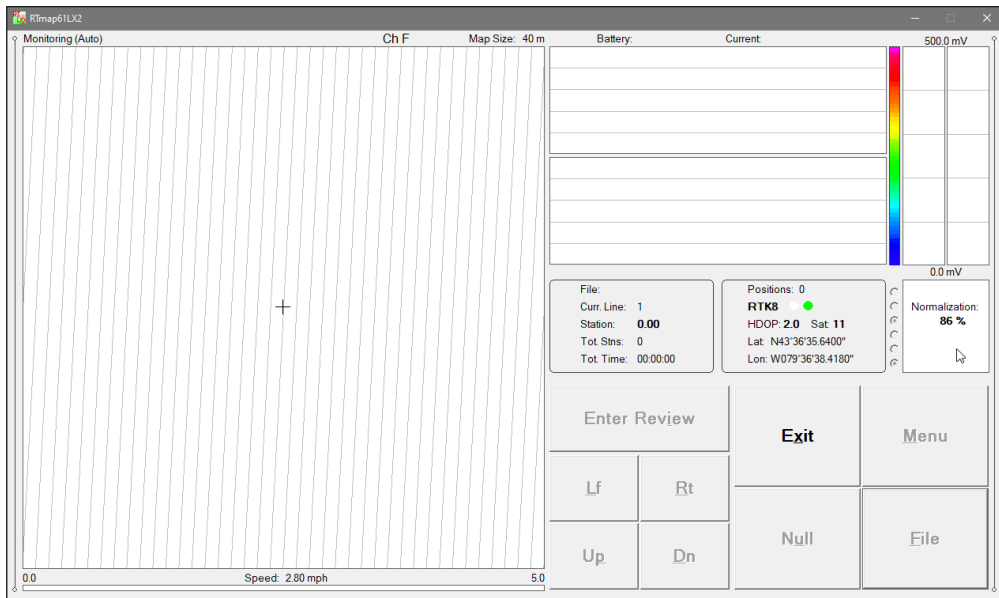 RTmap61LX2
Monitoring (Auto) Ch F Map Size: 40 m
Battery: Current:
500.0 mV
0.0 mV
File:
Curr. Line: 1
Station: 0.00
Tot. Stns: 0
Tot. Time: 00:00:00
Positions: 0
RTK8
HDOP: 2.0 Sat: 11
Lat: N43°36'35.6400"
Lon: W079°36'38.4180"
Normalization:
86 %
Enter Review
Exit
Menu
Lf
Rt
Up
Dn
Null
File
0.0 Speed: 2.80 mph 5.0